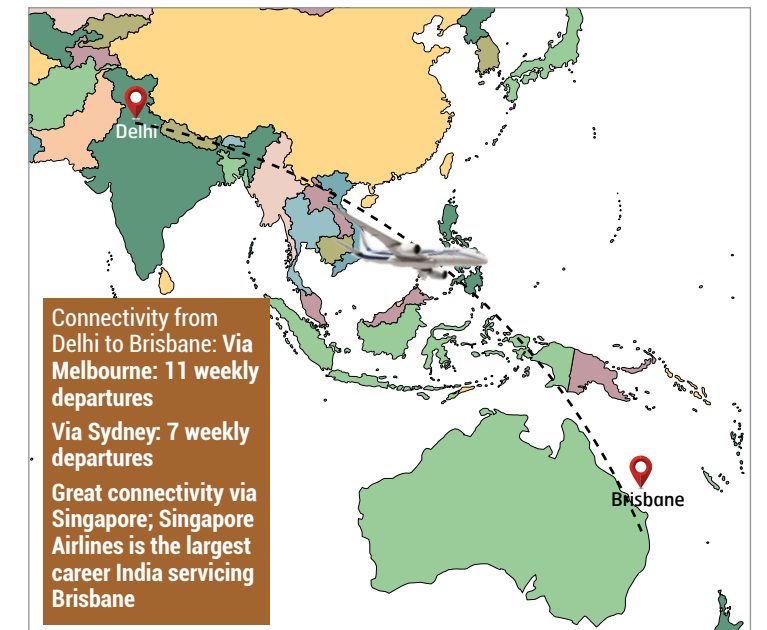 Delhi
Connectivity from
Delhi to Brisbane: Via
Melbourne: 11 weekly
departures
Via Sydney: 7 weekly
departures
Great connectivity via
Singapore; Singapore
Airlines is the largest
career India servicing
Brisbane
Brisbane